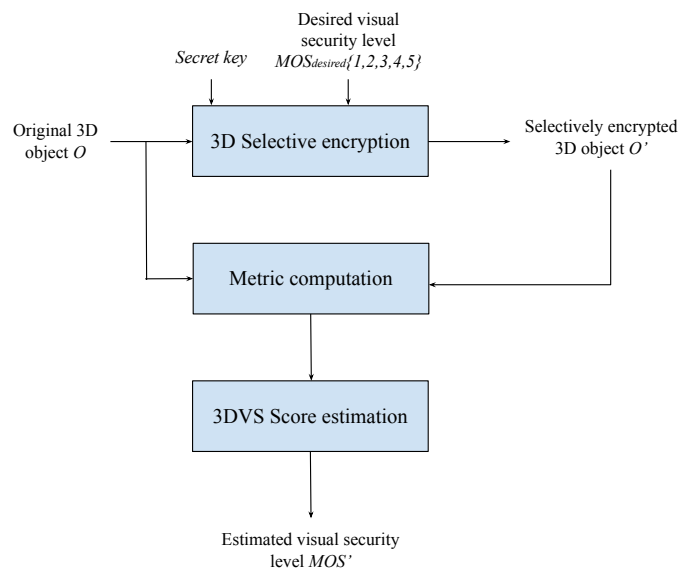 Desired visual
security level
MOSdesired{1,2,3,4,5}
Secret key
Original 3D
object O
3D Selective encryption
Selectively encrypted
3D object O’
Metric computation
3DVS Score estimation
Estimated visual security
level MOS’